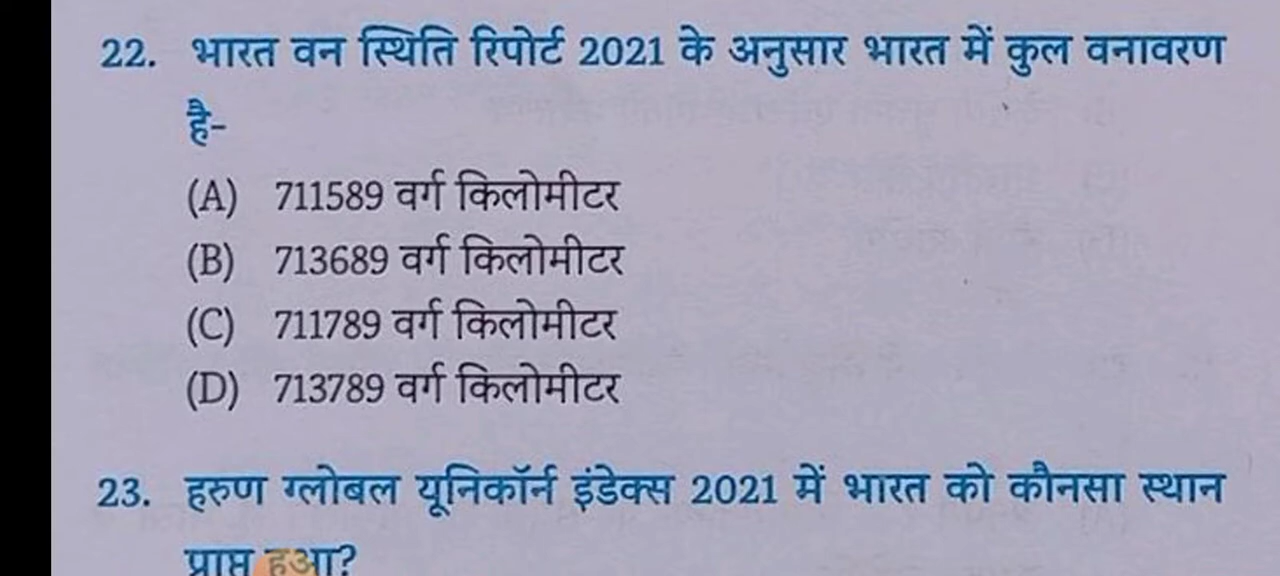 22. भारत वन स्थिति रिपोर्ट 2021 के अनुसार भारत में कुल वनावरण
है-
(A) 711589 वर्ग किलोमीटर
(B) 713689 वर्ग किलोमीटर
(C) 711789 वर्ग किलोमीटर
(D) 713789 वर्ग किलोमीटर
23. हरुण ग्लोबल यूनिकॉर्न इंडेक्स 2021 में भारत को कौनसा स्थान
प्राप्त हुआ?